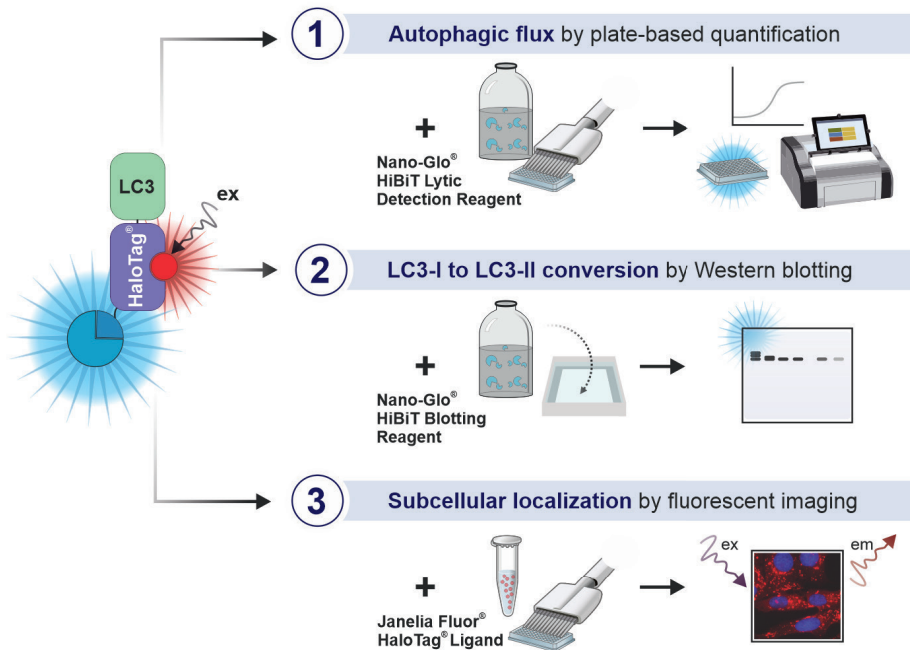 1
Autophagic flux by plate-based quantification
+
Nano-Glo®
HiBiT Lytic
Detection Reagent
LC3
ex
HaloTag®
2
LC3-I to LC3-II conversion by Western blotting
+
Nano-Glo®
HiBiT Blotting
Reagent
3
Subcellular localization by fluorescent imaging
+
Janelia Fluor®
HaloTag® Ligand
ex
em